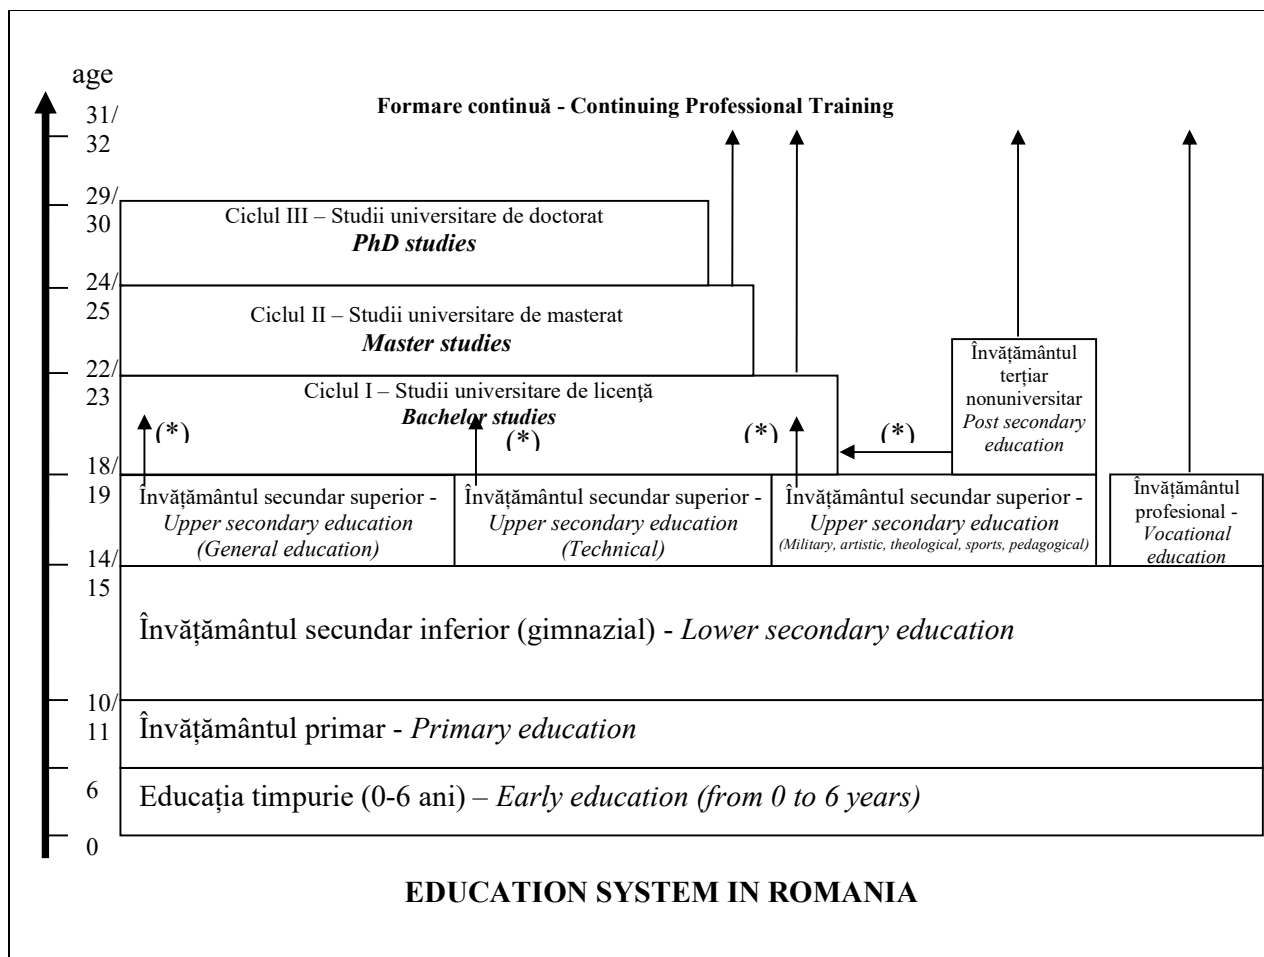 age
31/
32
Formare continuă - Continuing Professional Training
29/
30
Ciclul III – Studii universitare de doctorat
PhD studies
24/
25
Ciclul II – Studii universitare de masterat
Master studies
22/
23
Ciclul I – Studii universitare de licenţă
Bachelor studies
(*)
(*)
(*)
(*)
Învățământul
terțiar
nonuniversitar
Post secondary
education
18/
19
Învățământul secundar superior -
Upper secondary education
(General education)
Învățământul secundar superior -
Upper secondary education
(Technical)
Învățământul secundar superior -
Upper secondary education
(Military, artistic, theological, sports, pedagogical)
Învățământul
profesional -
Vocational
education
14/
15
Învățământul secundar inferior (gimnazial) - Lower secondary education
10/
11
Învățământul primar - Primary education
6
Educația timpurie (0-6 ani) – Early education (from 0 to 6 years)
0
EDUCATION SYSTEM IN ROMANIA